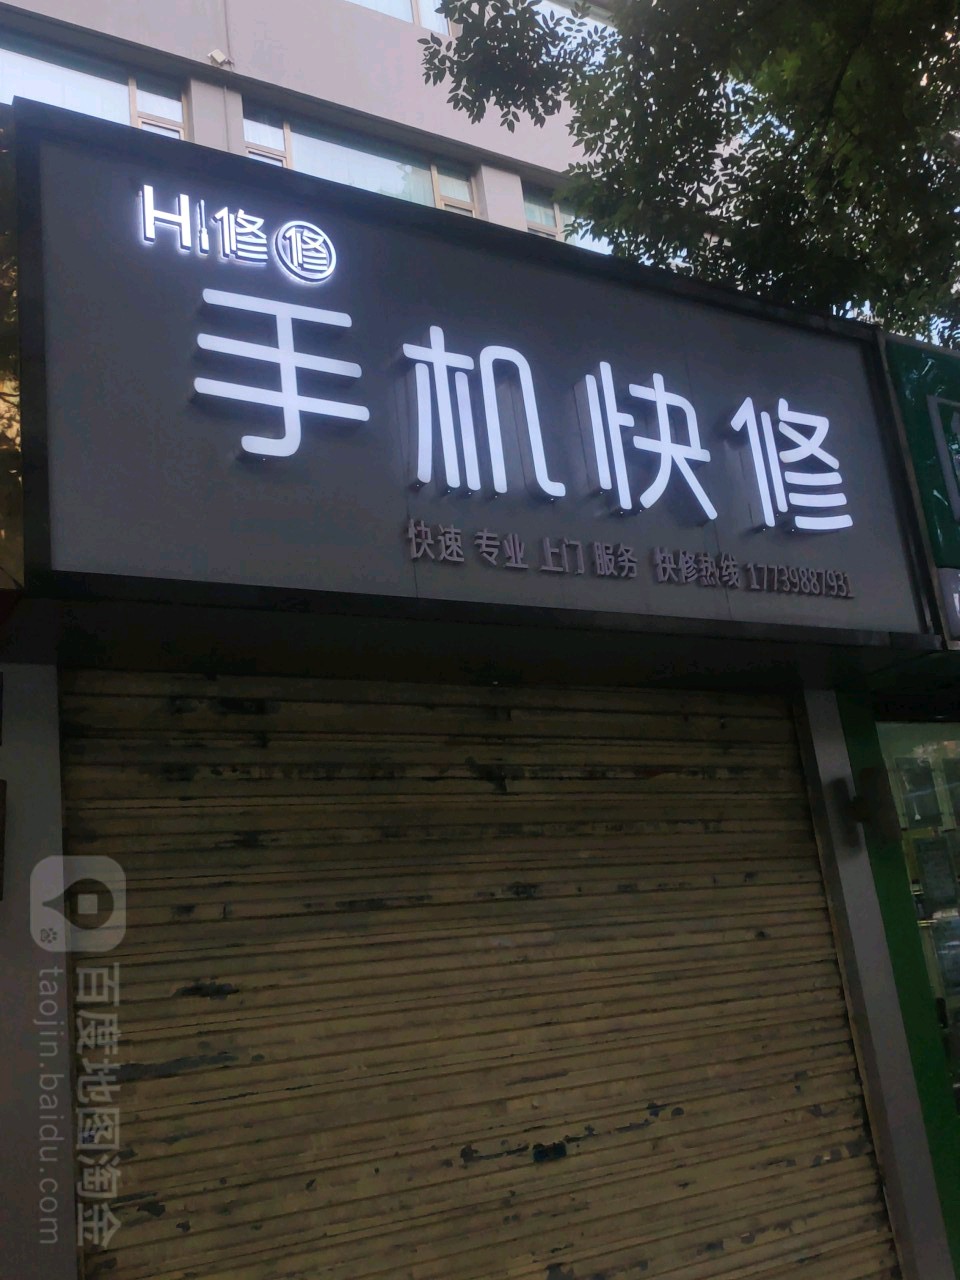 HI修修
手机快修
快速 专业 上门 服务 快修热线 17739887931
百度地图淘金
taojin.baidu.com